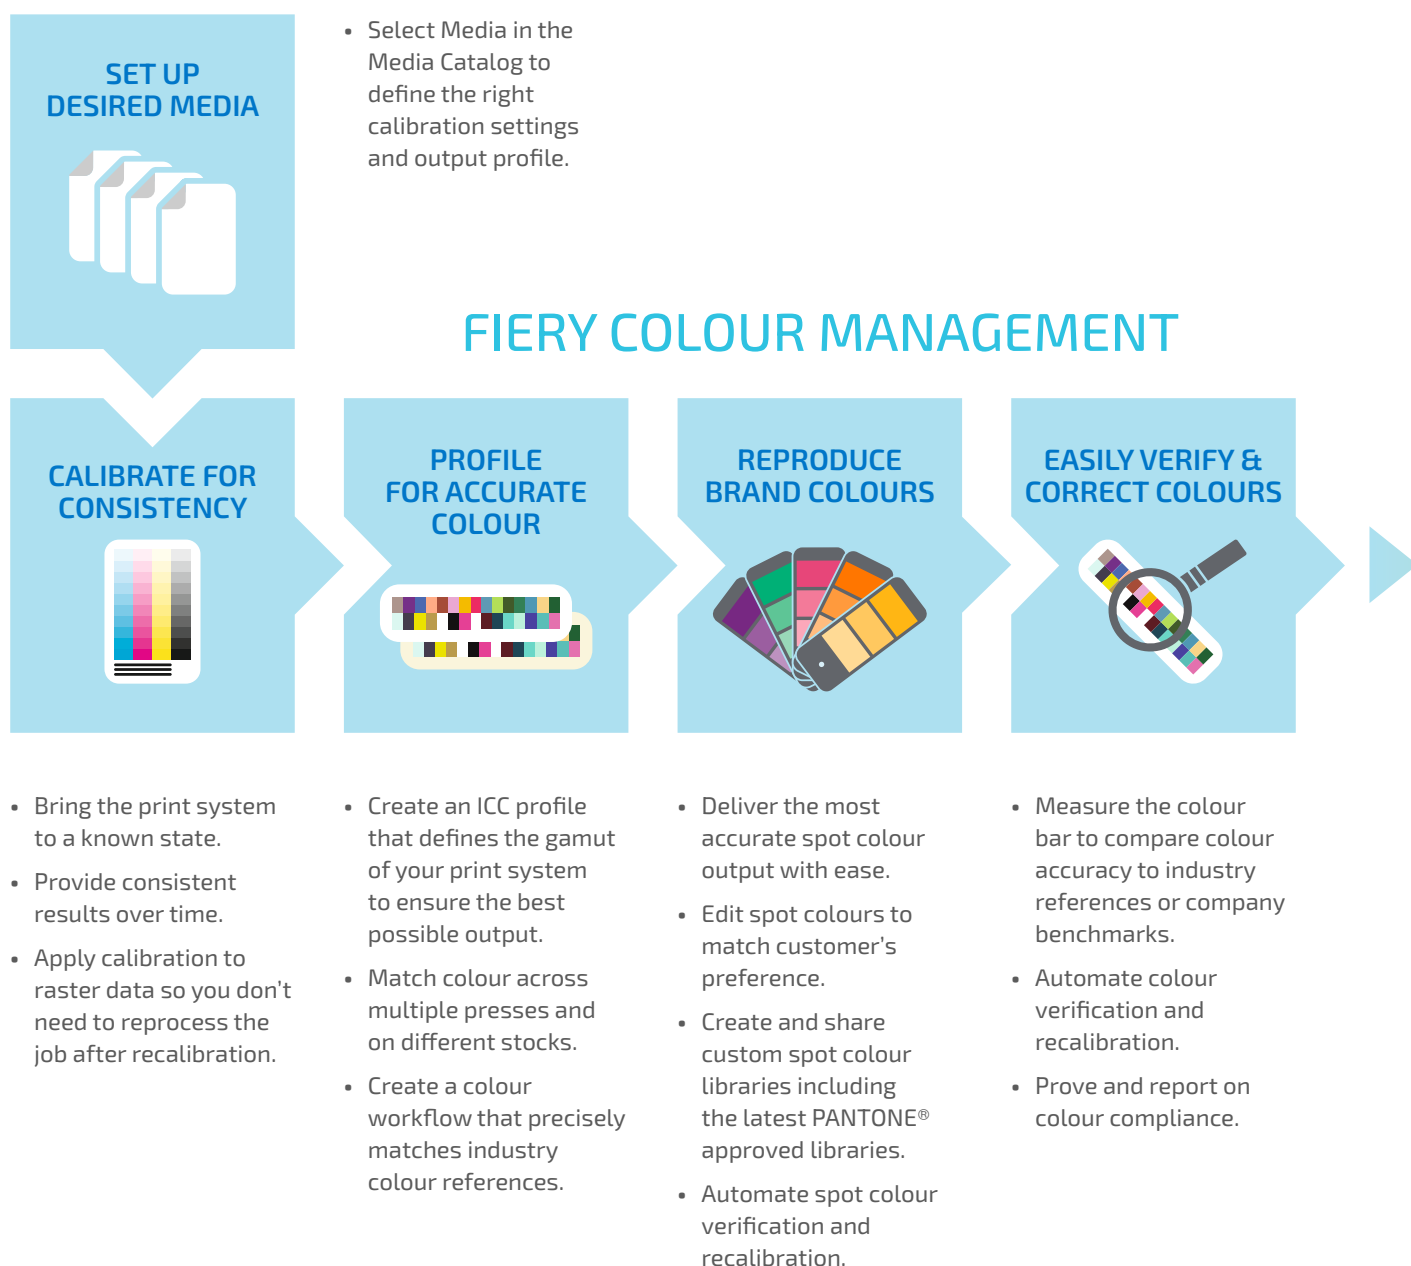 SET UP
DESIRED MEDIA
• Select Media in the
Media Catalog to
define the right
calibration settings
and output profile.
FIERY COLOUR MANAGEMENT
CALIBRATE FOR
CONSISTENCY
PROFILE
FOR ACCURATE
COLOUR
REPRODUCE
BRAND COLOURS
EASILY VERIFY &
CORRECT COLOURS
• Bring the print system
to a known state.
• Provide consistent
results over time.
• Apply calibration to
raster data so you don’t
need to reprocess the
job after recalibration.
• Create an ICC profile
that defines the gamut
of your print system
to ensure the best
possible output.
• Match colour across
multiple presses and
on different stocks.
• Create a colour
workflow that precisely
matches industry
colour references.
• Deliver the most
accurate spot colour
output with ease.
• Edit spot colours to
match customer’s
preference.
• Create and share
custom spot colour
libraries including
the latest PANTONE®
approved libraries.
• Automate spot colour
verification and
recalibration.
• Measure the colour
bar to compare colour
accuracy to industry
references or company
benchmarks.
• Automate colour
verification and
recalibration.
• Prove and report on
colour compliance.